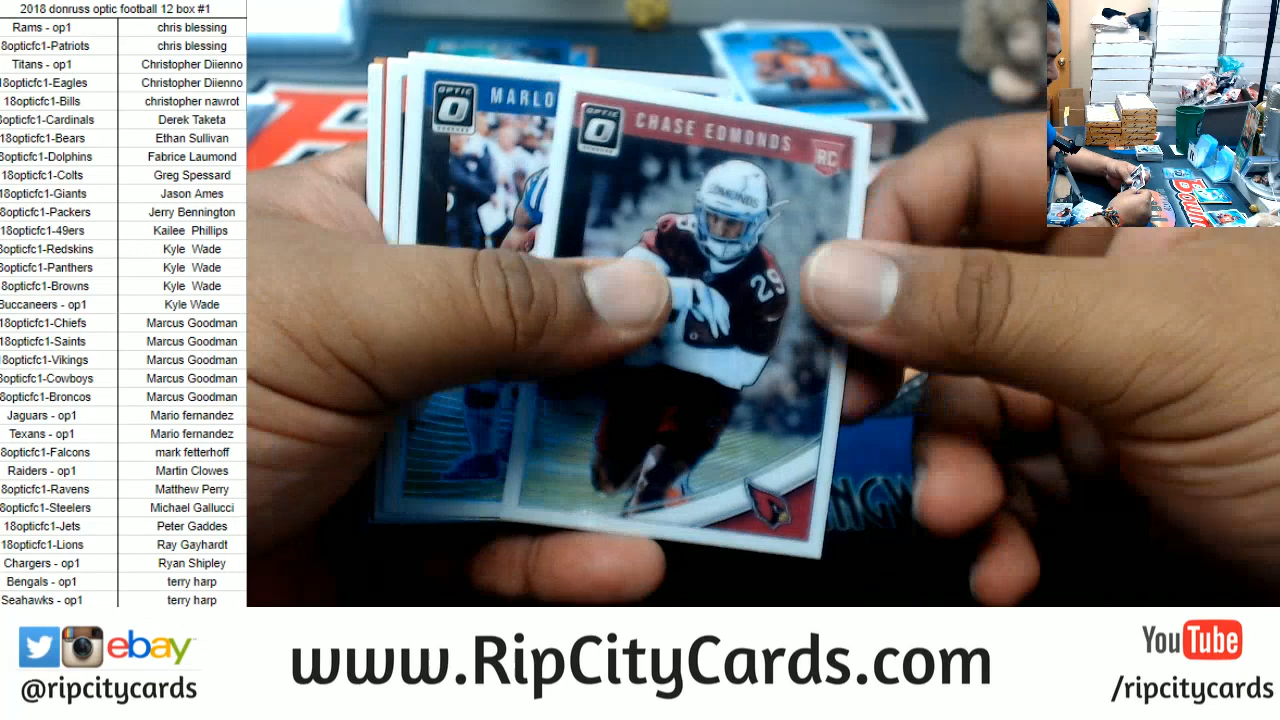 2018 donruss optic football 12 box #1
Rams - op1 chris blessing
8opticfc1-Patriots chris blessing
Titans - op1 Christopher Diienno
18opticfc1-Eagles Christopher Diienno
18opticfc1-Bills christopher nawrot
8opticfc1-Cardinals Derek Taketa
18opticfc1-Bears Ethan Sullivan
8opticfc1-Dolphins Fabrice Laumond
18opticfc1-Colts Greg Spessard
18opticfc1-Giants Jason Ames
8opticfc1-Packers Jerry Bennington
18opticfc1-49ers Kailee Phillips
8opticfc1-Redskins Kyle Wade
8opticfc1-Panthers Kyle Wade
8opticfc1-Browns Kyle Wade
Buccaneers - op1 Kyle Wade
18opticfc1-Chiefs Marcus Goodman
18opticfc1-Saints Marcus Goodman
18opticfc1-Vikings Marcus Goodman
8opticfc1-Cowboys Marcus Goodman
8opticfc1-Broncos Marcus Goodman
Jaguars - op1 Mario fernandez
Texans - op1 Mario fernandez
8opticfc1-Falcons mark fetterhoff
Raiders - op1 Martin Clowes
8opticfc1-Ravens Matthew Perry
8opticfc1-Steelers Michael Gallucci
18opticfc1-Jets Peter Gaddes
18opticfc1-Lions Ray Gayhardt
Chargers - op1 Ryan Shipley
Bengals - op1 terry harp
Seahawks - op1 terry harp
OPTIC
MARLO
OPTIC
CHASE EDMONDS
RC
EDMONDS
29
ebay
@ripcitycards
www.RipCityCards.com
YouTube
/ripcitycards